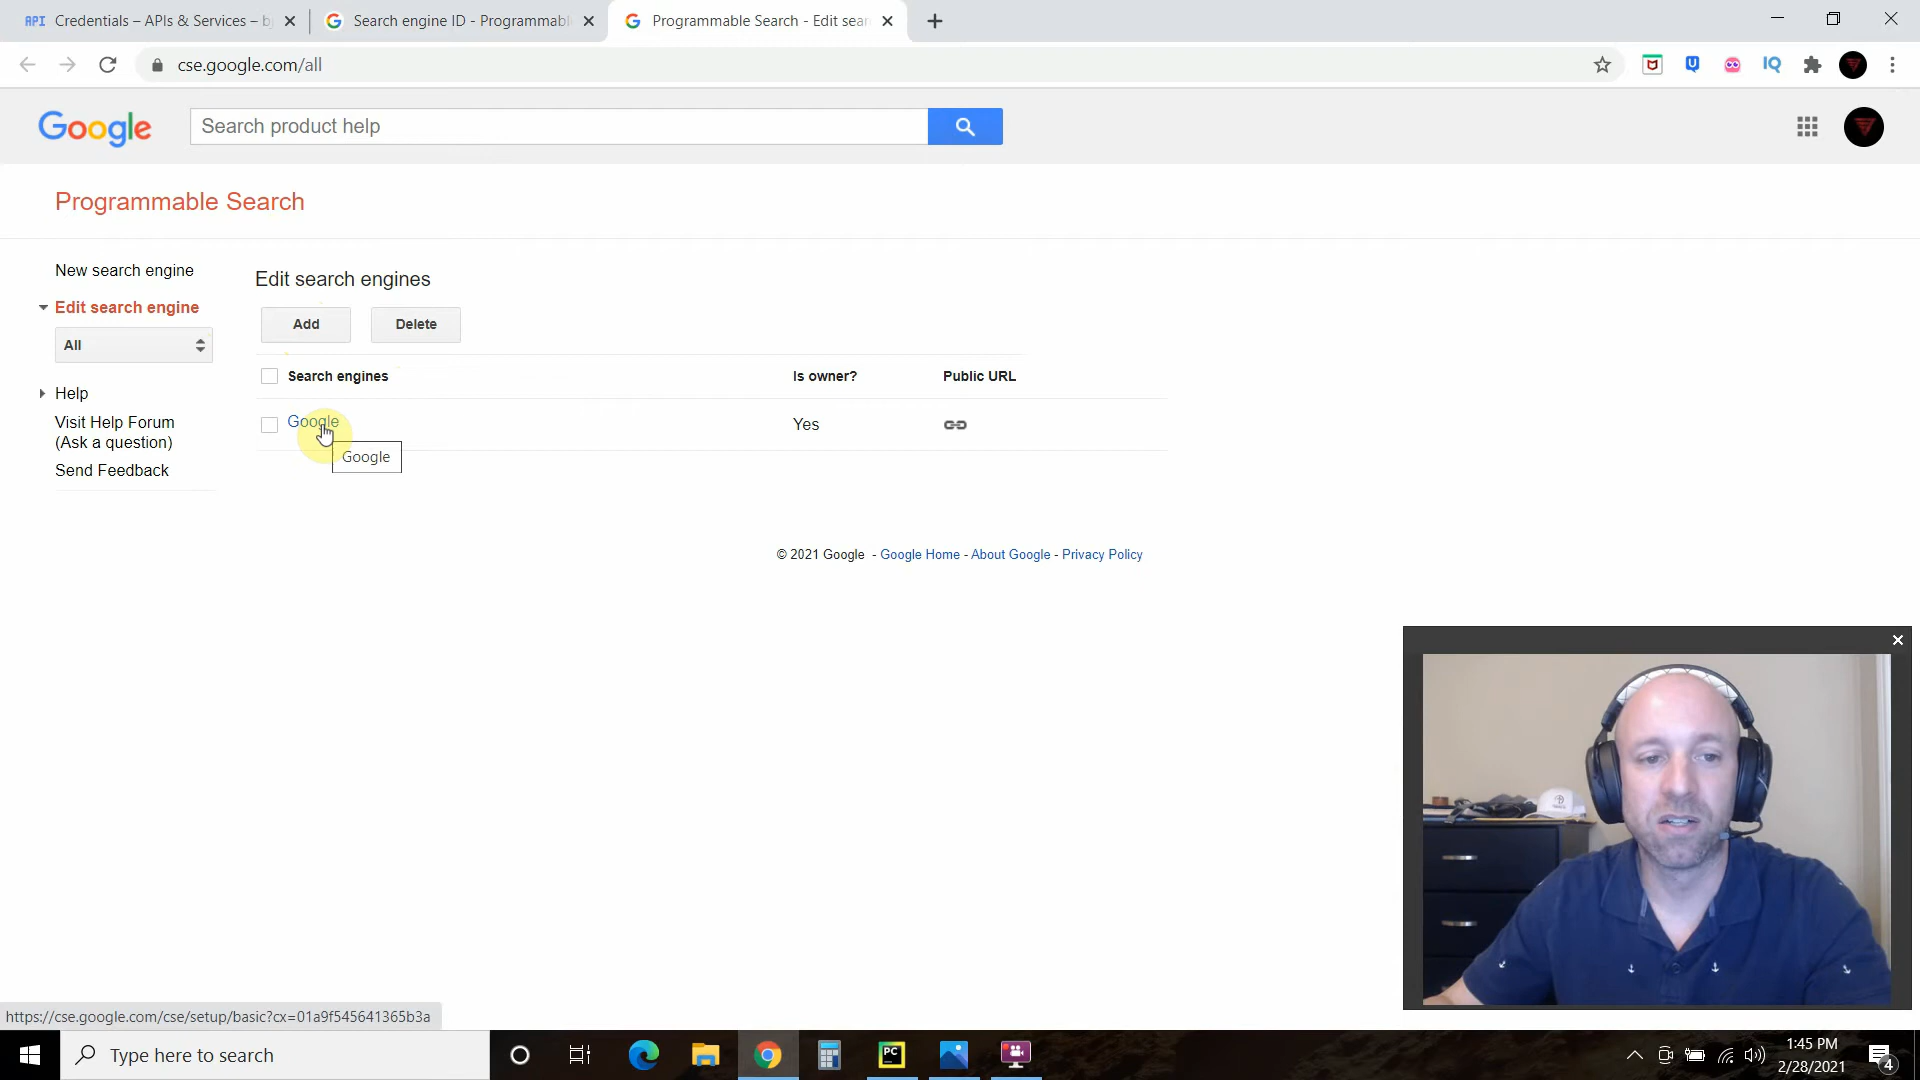 API Credentials – APIs & Services – b
Search engine ID - Programmabl
Programmable Search - Edit sear
cse.google.com/all
IQ
Google
Search product help
Programmable Search
New search engine
Edit search engine
All
Help
Visit Help Forum
(Ask a question)
Send Feedback
Edit search engines
Add
Delete
Search engines
Is owner?
Public URL
Google
Yes
Google
© 2021 Google - Google Home - About Google - Privacy Policy
https://cse.google.com/cse/setup/basic?cx=01a9f545641365b3a
Type here to search
PC
1:45 PM
2/28/2021
4